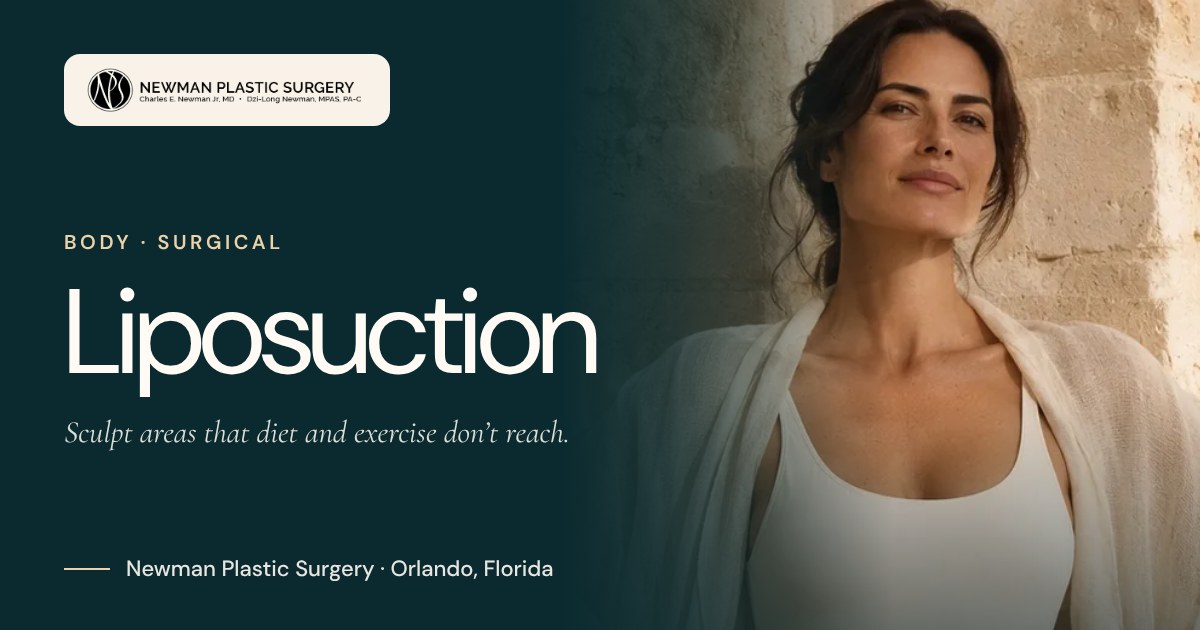 NPS
NEWMAN PLASTIC SURGERY
Charles E. Newman Jr, MD • Dzi-Long Newman, MPAS, PA-C
BODY · SURGICAL
Liposuction
Sculpt areas that diet and exercise don’t reach.
Newman Plastic Surgery · Orlando, Florida